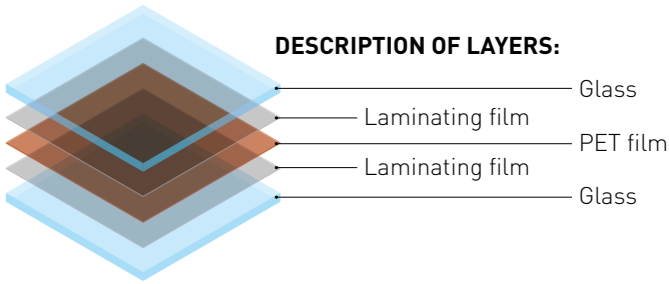 DESCRIPTION OF LAYERS:
Glass
Laminating film
PET film
Laminating film
Glass